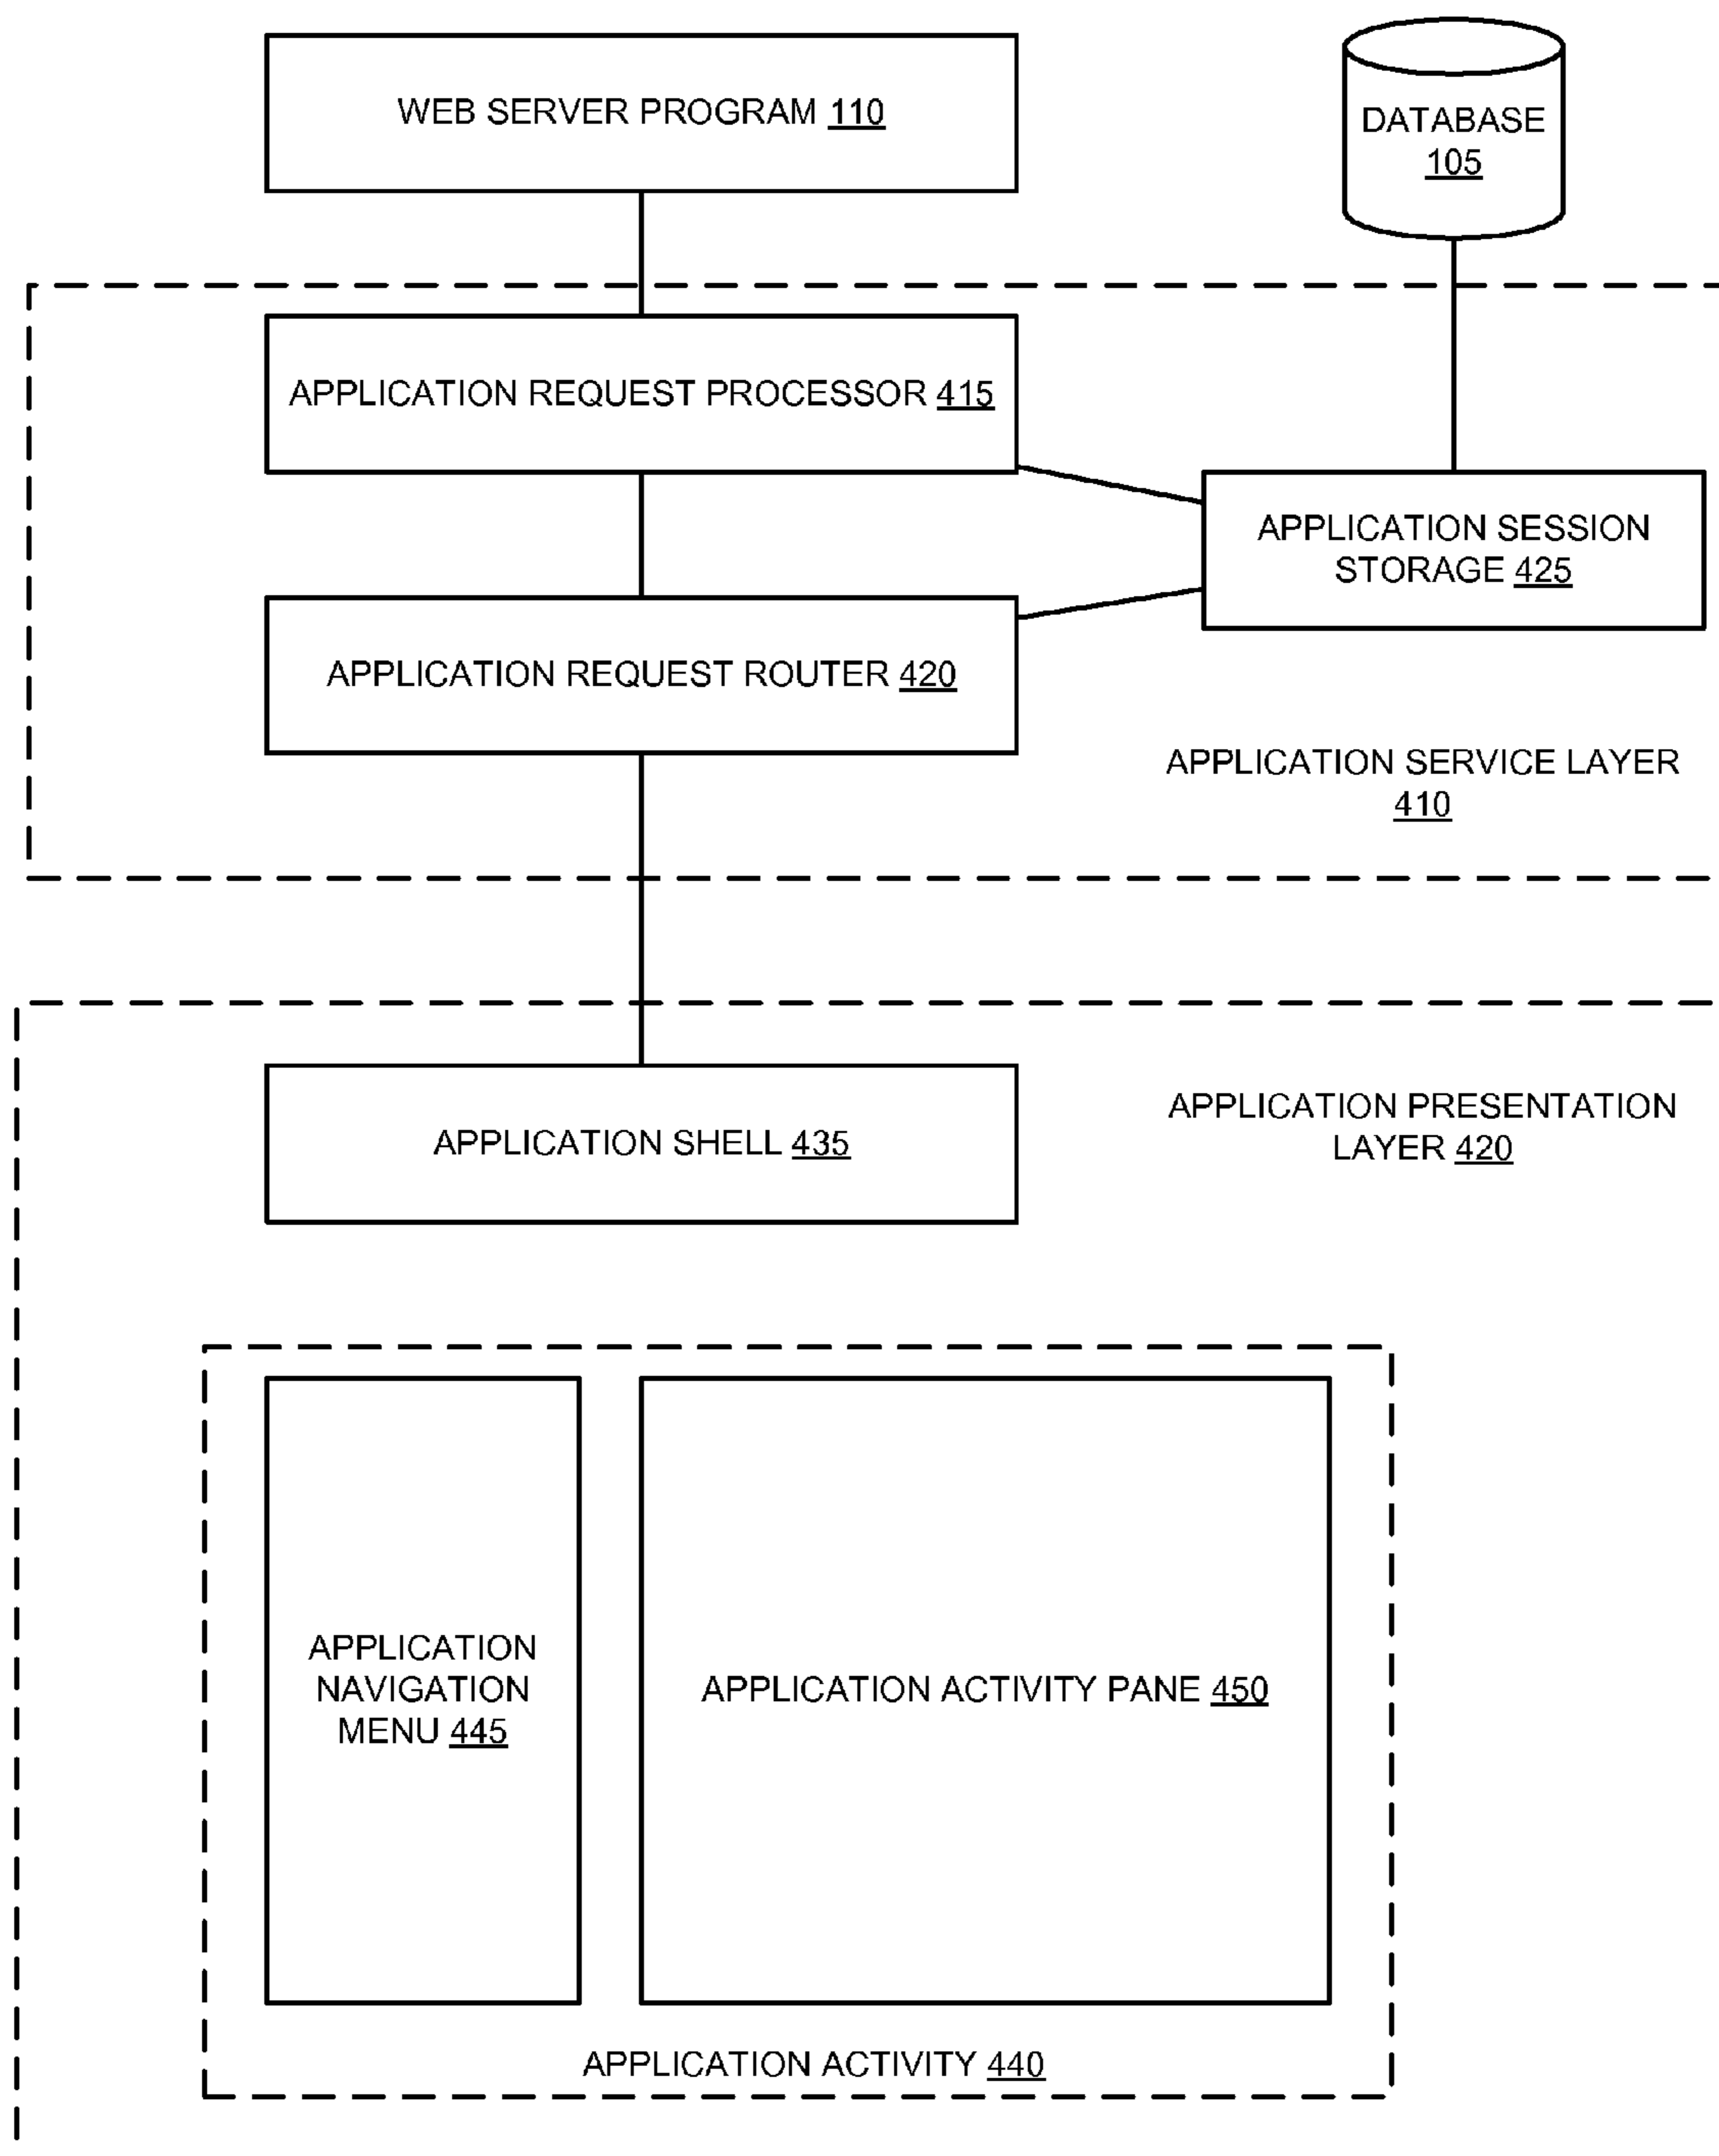 WEB SERVER PROGRAM 110
DATABASE
105
APPLICATION REQUEST PROCESSOR 415
APPLICATION SESSION
STORAGE 425
APPLICATION REQUEST ROUTER 420
APPLICATION SERVICE LAYER
410
APPLICATION PRESENTATION
LAYER 420
APPLICATION SHELL 435
APPLICATION
NAVIGATION
MENU 445
APPLICATION ACTIVITY PANE 450
APPLICATION ACTIVITY 440